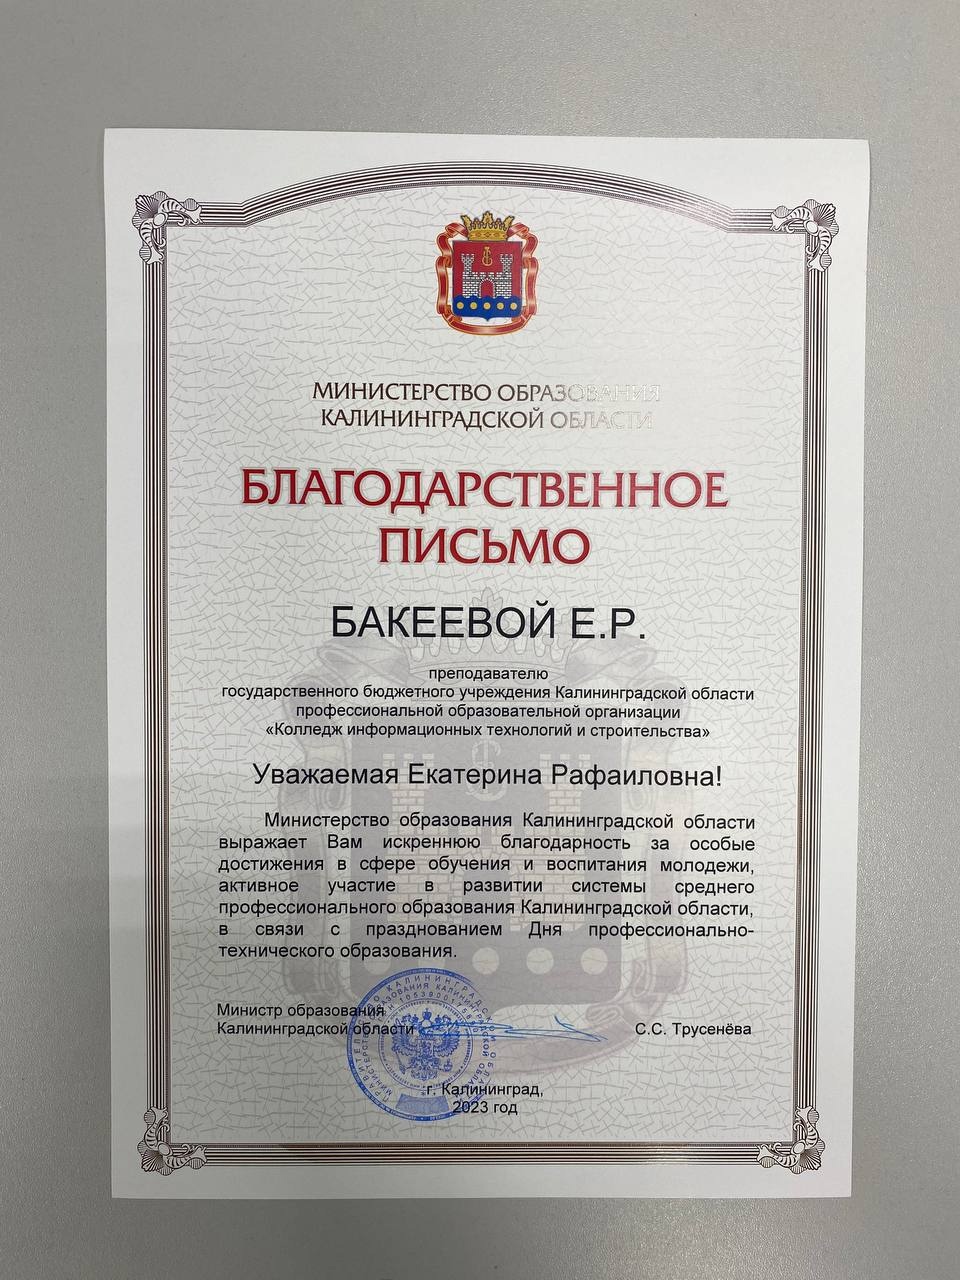 МИНИСТЕРСТВО ОБРАЗОВАНИЯ
КАЛИНИНГРАДСКОЙ ОБЛАСТИ
БЛАГОДАРСТВЕННОЕ
ПИСЬМО
БАКЕЕВОЙ Е.Р.
преподавателю
государственного бюджетного учреждения Калининградской области
профессиональной образовательной организации
«Колледж информационных технологий и строительства»
Уважаемая Екатерина Рафаиловна!
Министерство образования Калининградской области
выражает Вам искреннюю благодарность за особые
достижения в сфере обучения и воспитания молодежи,
активное участие в развитии системы среднего
профессионального образования Калининградской области,
в связи с празднованием Дня профессионально-
технического образования.
Министр образования
Калининградской области
С.С. Трусенёва
г. Калининград,
2023 год